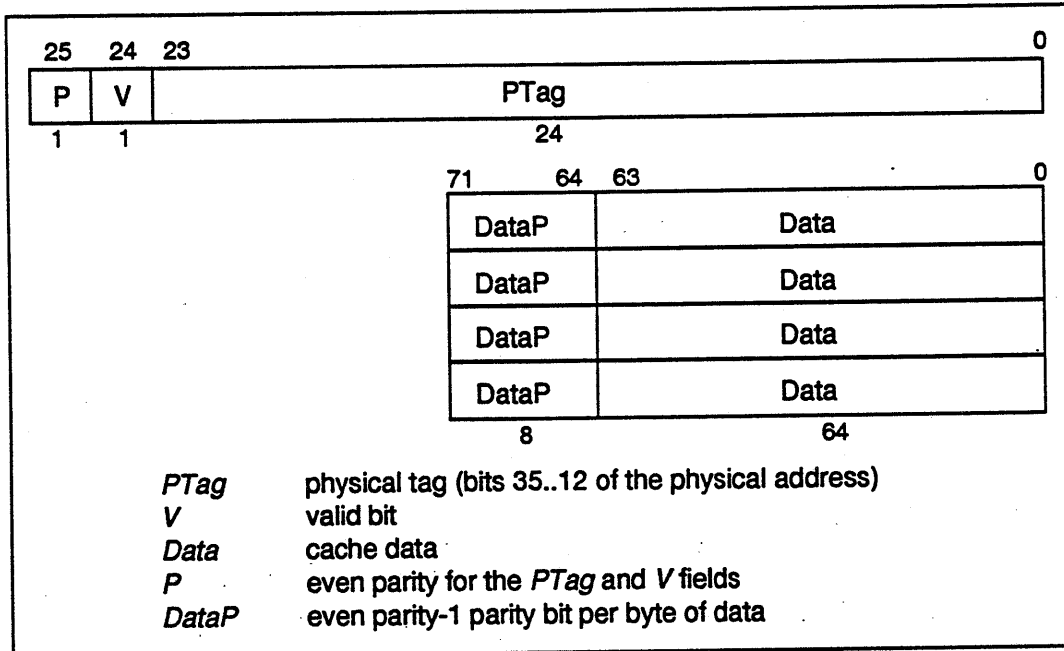 25 24 23 0
P V PTag
1 1 24
71 64 63 0
DataP Data
DataP Data
DataP Data
DataP Data
8 64
PTag physical tag (bits 35..12 of the physical address)
V valid bit
Data cache data
P even parity for the PTag and V fields
DataP even parity-1 parity bit per byte of data